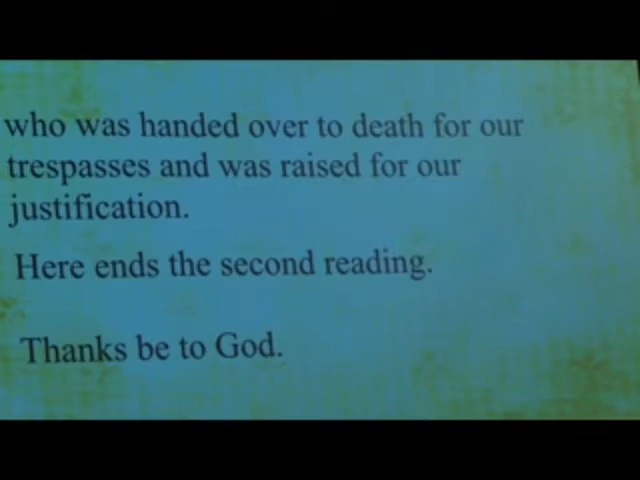 who was handed over to death for our
trespasses and was raised for our
justification.
Here ends the second reading.
Thanks be to God.